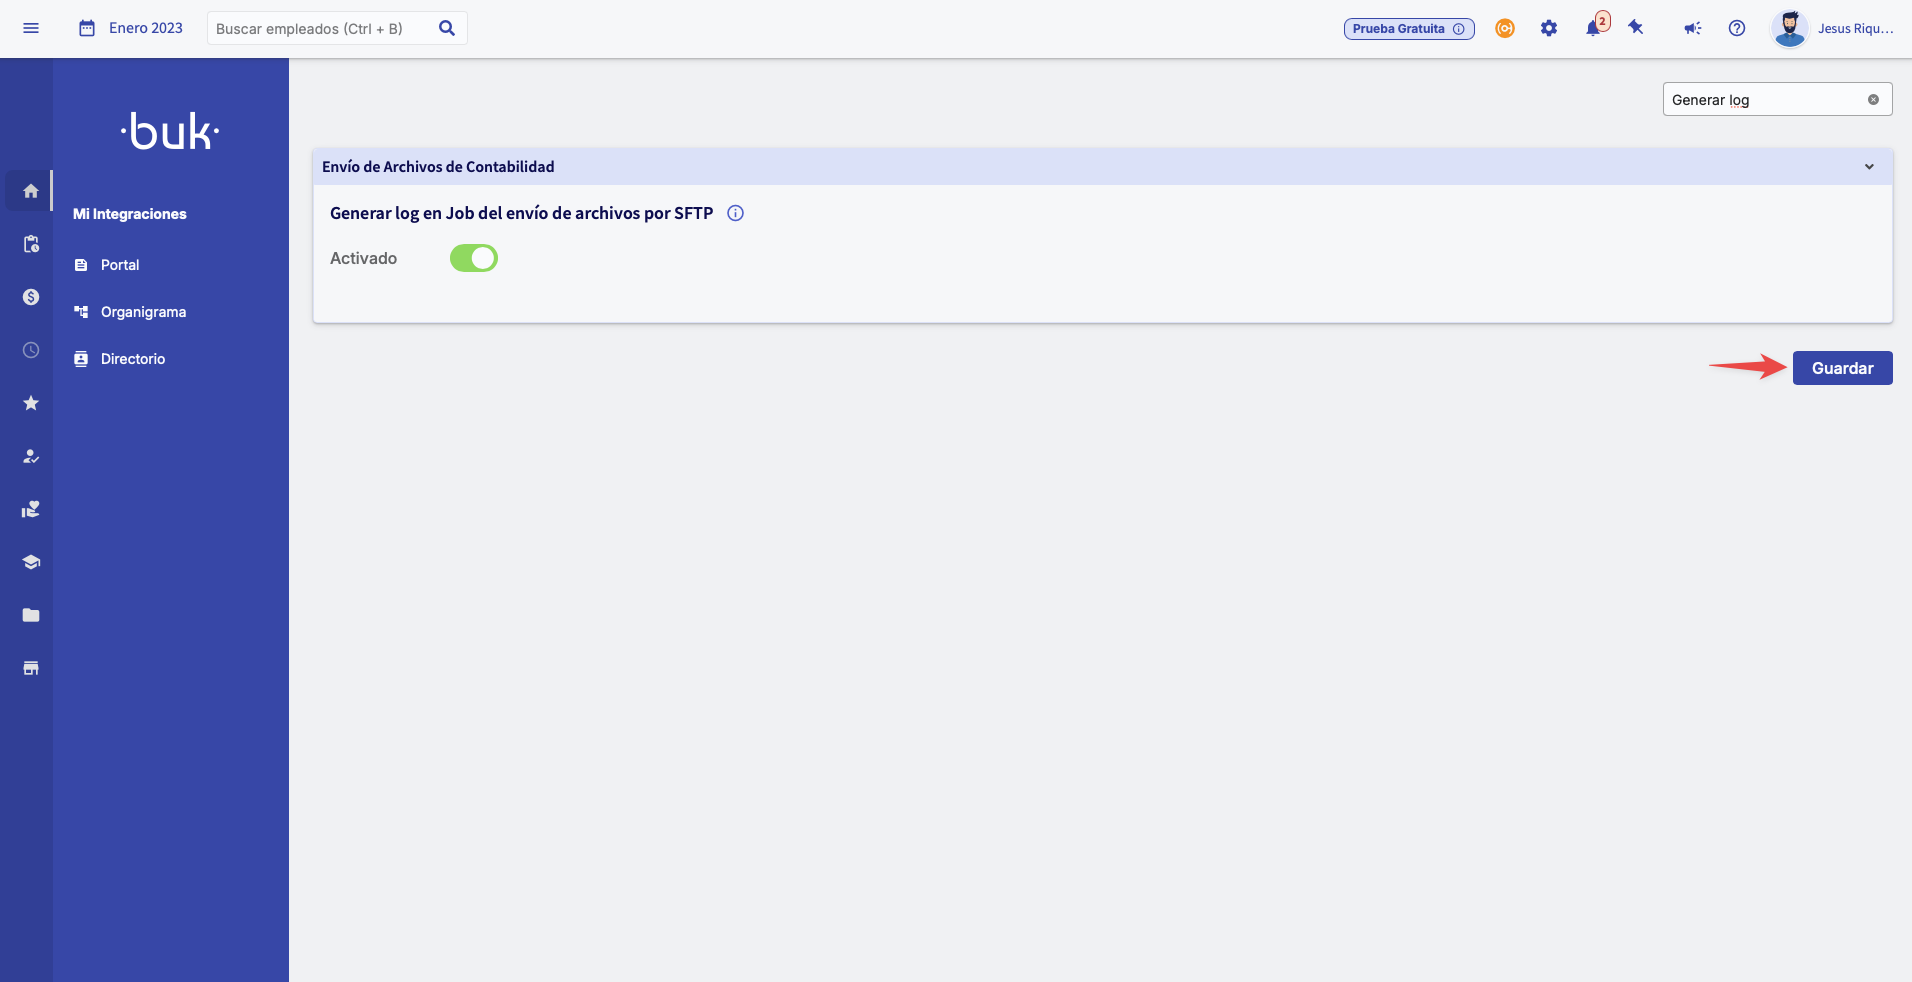 Enero 2023
Buscar empleados (Ctrl + B)
Prueba Gratuita
2
Jesus Riqu...
·buk·
Mi Integraciones
Portal
Organigrama
Directorio
Generar log
Envío de Archivos de Contabilidad
Generar log en Job del envío de archivos por SFTP
Activado
Guardar